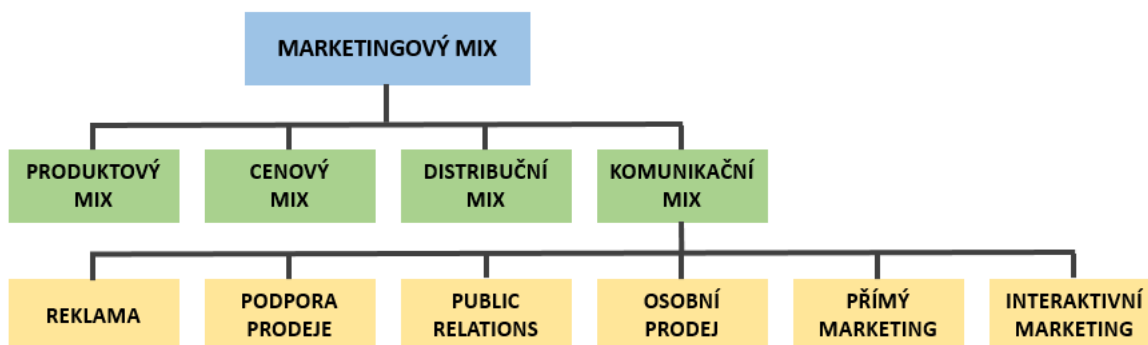 MARKETINGOVÝ MIX
PRODUKTOVÝ
MIX
CENOVÝ
MIX
DISTRIBUČNÍ
MIX
KOMUNIKAČNÍ
MIX
REKLAMA
PODPORA
PRODEJE
PUBLIC
RELATIONS
OSOBNÍ
PRODEJ
PŘÍMÝ
MARKETING
INTERAKTIVNÍ
MARKETING